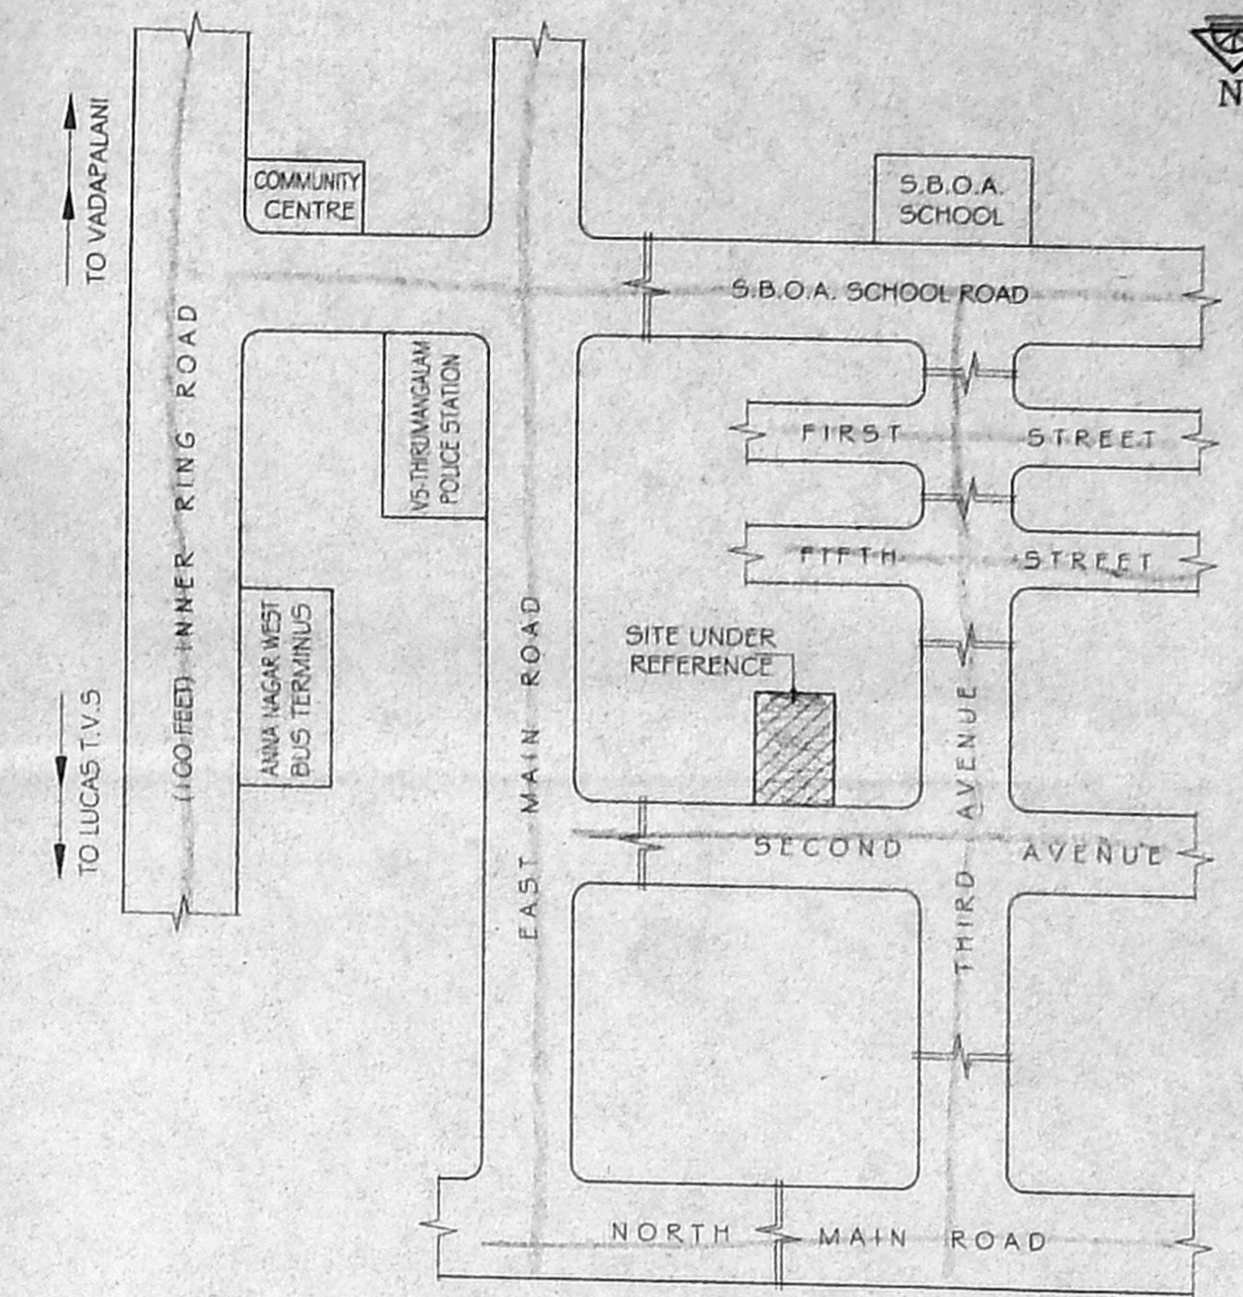 N
TO VADAPALANI
COMMUNITY
CENTRE
S.B.O.A.
SCHOOL
S.B.O.A. SCHOOL ROAD
(100 FEET) INNER RING ROAD
V5-THIRUMANGALAM
POLICE STATION
FIRST STREET
FIFTH STREET
ANNA NAGAR WEST
BUS TERMINUS
EAST MAIN ROAD
SITE UNDER
REFERENCE
THIRD AVENUE
TO LUCAS T.V.S
SECOND AVENUE
NORTH MAIN ROAD